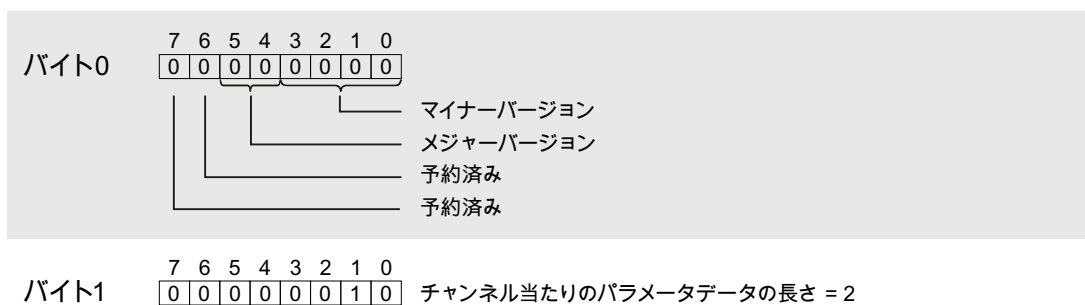 7 6 5 4 3 2 1 0
バイト0 0 0 0 0 0 0 0 0
マイナーバージョン
メジャーバージョン
予約済み
予約済み
7 6 5 4 3 2 1 0
バイト1 0 0 0 0 0 0 1 0 チャンネル当たりのパラメータデータの長さ = 2